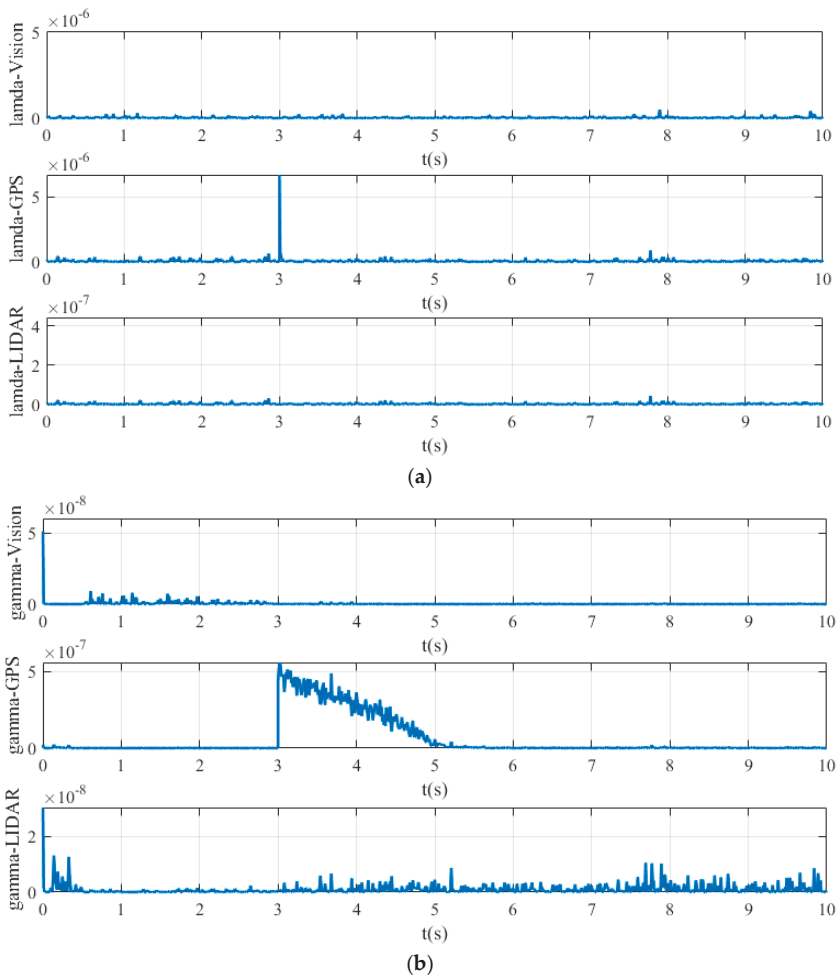 ×10⁻⁶
lamda-Vision
5
0
0 1 2 3 4 5 6 7 8 9 10
t(s)
×10⁻⁶
lamda-GPS
5
0
0 1 2 3 4 5 6 7 8 9 10
t(s)
×10⁻⁷
lamda-LIDAR
4
2
0
0 1 2 3 4 5 6 7 8 9 10
t(s)
(a)
×10⁻⁸
gamma-Vision
5
0
0 1 2 3 4 5 6 7 8 9 10
t(s)
×10⁻⁷
gamma-GPS
5
0
0 1 2 3 4 5 6 7 8 9 10
t(s)
×10⁻⁸
gamma-LIDAR
2
0
0 1 2 3 4 5 6 7 8 9 10
t(s)
(b)